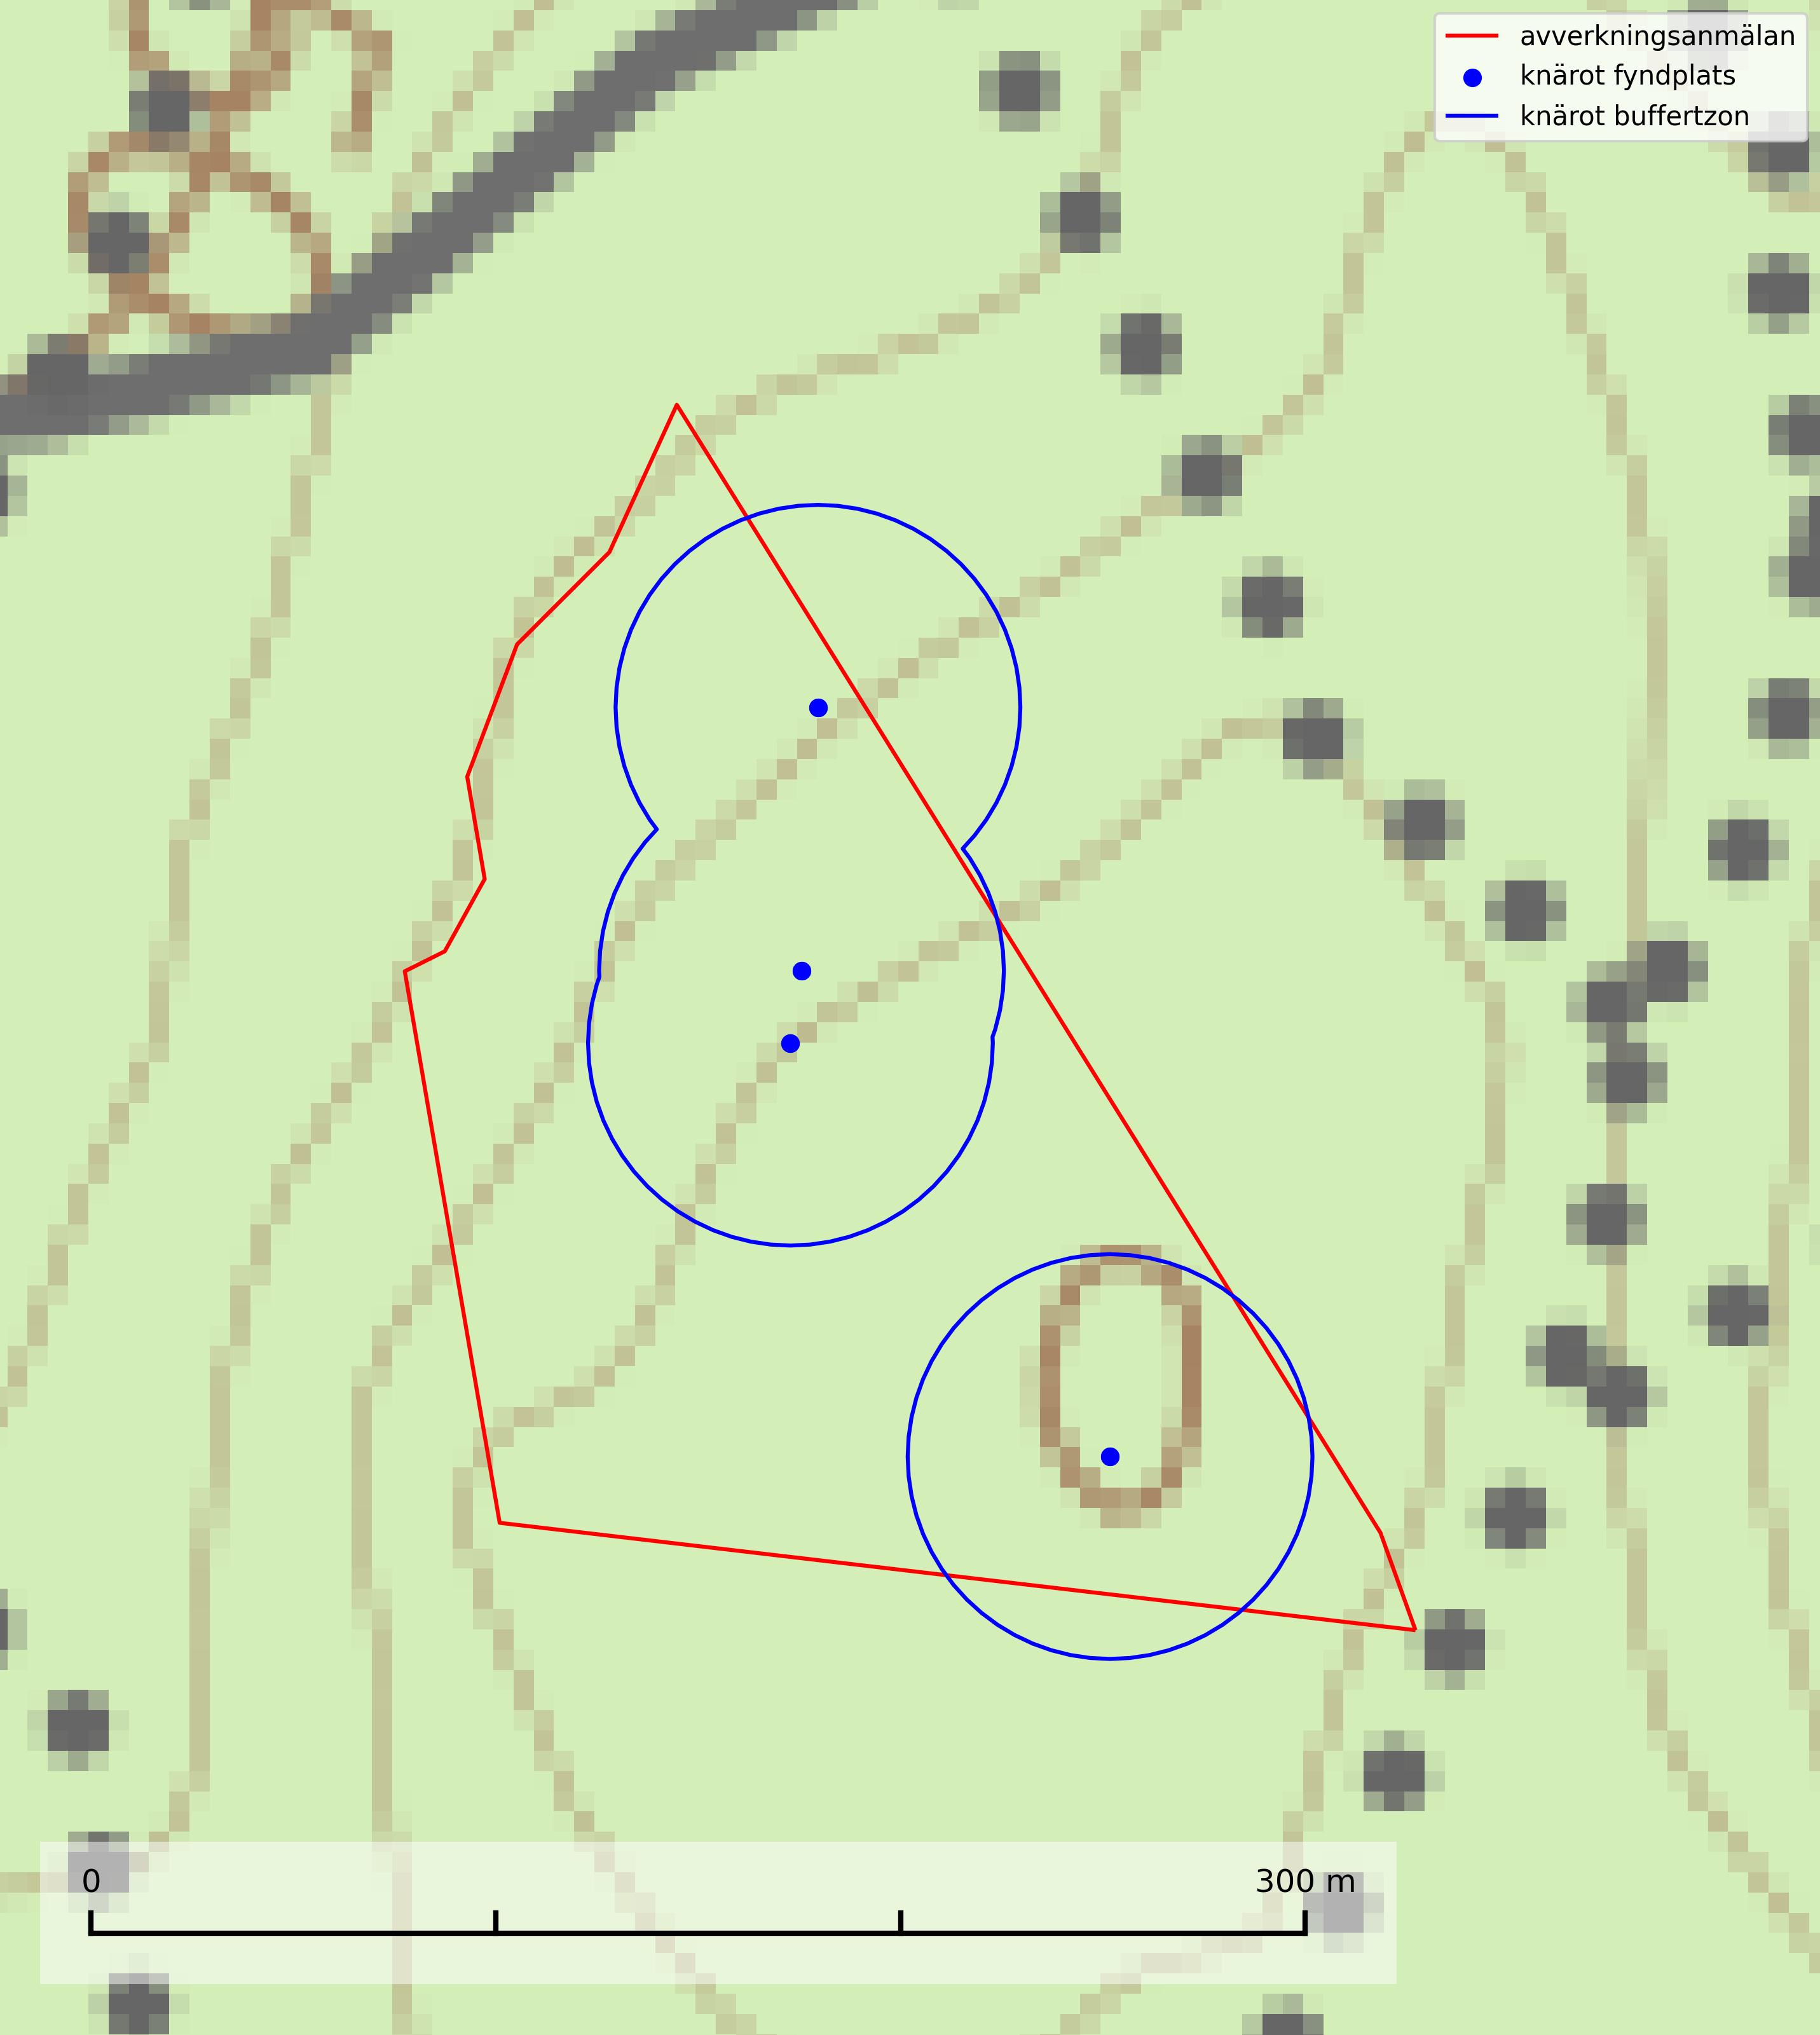 avverkningsanmälan
knärot fyndplats
knärot buffertzon
0 300 m